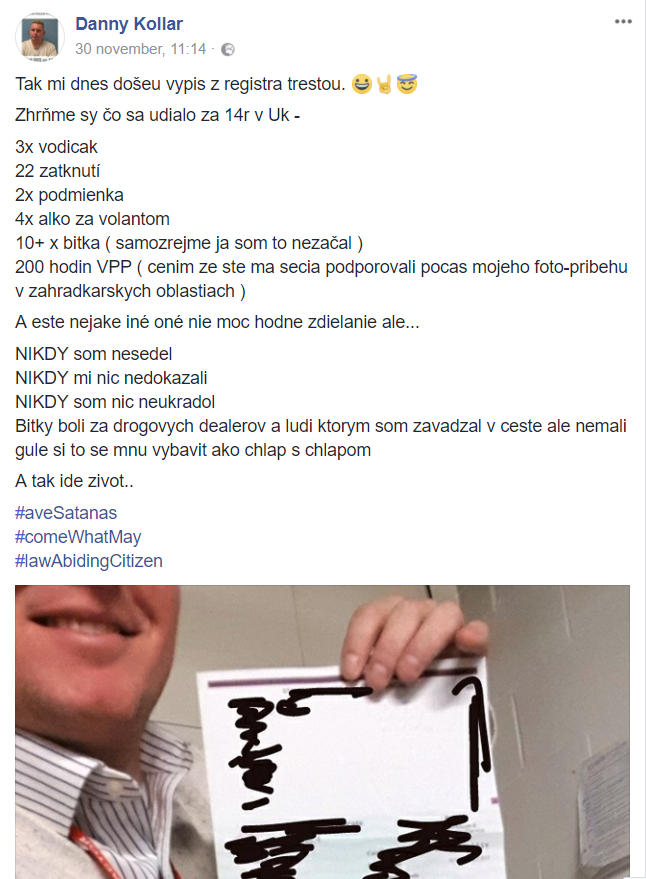 Danny Kollar
30 november, 11:14 ·
Tak mi dnes došeu vypis z registra trestou. 😀🤘😇
Zhrňme sy čo sa udialo za 14r v Uk -
3x vodicak
22 zatknutí
2x podmienka
4x alko za volantom
10+ x bitka ( samozrejme ja som to nezačal )
200 hodin VPP ( cenim ze ste ma secia podporovali pocas mojeho foto-pribehu
v zahradkarskych oblastiach )
A este nejake iné oné nie moc hodne zdielanie ale...
NIKDY som nesedel
NIKDY mi nic nedokazali
NIKDY som nic neukradol
Bitky boli za drogovych dealerov a ludi ktorym som zavadzal v ceste ale nemali
gule si to se mnu vybavit ako chlap s chlapom
A tak ide zivot..
#aveSatanas
#comeWhatMay
#lawAbidingCitizen